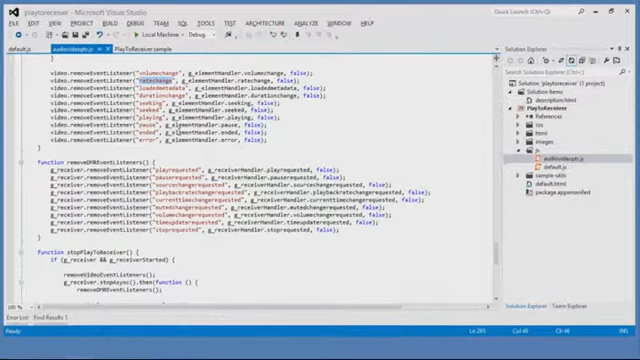 playtoreceiver - Microsoft Visual Studio
Quick Launch (Ctrl+Q)
FILE EDIT VIEW PROJECT BUILD DEBUG TEAM SQL TOOLS TEST ARCHITECTURE ANALYZE WINDOW HELP
Local Machine Debug
default.js audiovideoptr.js PlayToReceiver sample
}
video.removeEventListener("volumechange", g_elementHandler.volumechange, false);
video.removeEventListener("ratechange", g_elementHandler.ratechange, false);
video.removeEventListener("loadedmetadata", g_elementHandler.loadedmetadata, false);
video.removeEventListener("durationchange", g_elementHandler.durationchange, false);
video.removeEventListener("seeking", g_elementHandler.seeking, false);
video.removeEventListener("seeked", g_elementHandler.seeked, false);
video.removeEventListener("playing", g_elementHandler.playing, false);
video.removeEventListener("pause", g_elementHandler.pause, false);
video.removeEventListener("ended", g_elementHandler.ended, false);
video.removeEventListener("error", g_elementHandler.error, false);
}
function removeDMREventListeners() {
g_receiver.removeEventListener("playrequested", g_receiverHandler.playrequested, false);
g_receiver.removeEventListener("pauserequested", g_receiverHandler.pauserequested, false);
g_receiver.removeEventListener("sourcechangerequested", g_receiverHandler.sourcechangerequested, false);
g_receiver.removeEventListener("playbackratechangerequested", g_receiverHandler.playbackratechangerequested, false);
g_receiver.removeEventListener("currenttimechangerequested", g_receiverHandler.currenttimechangerequested, false);
g_receiver.removeEventListener("mutechangerequested", g_receiverHandler.mutedchangerequested, false);
g_receiver.removeEventListener("volumechangerequested", g_receiverHandler.volumechangerequested, false);
g_receiver.removeEventListener("timeupdaterequested", g_receiverHandler.timeupdaterequested, false);
g_receiver.removeEventListener("stoprequested", g_receiverHandler.stoprequested, false);
}
function stopPlayToReceiver() {
if (g_receiver && g_receiverStarted) {
removeVideoEventListeners();
g_receiver.stopAsync().then(function () {
removeDMREventListeners();
100 %
Error List Find Results 1
Ready
Ln 293 Col 49 Ch 46 INS
Solution Explorer
Solution Items
description.html
PlayToReceiver
References
css
html
images
js
audiovideoptr.js
default.js
sample-utils
default.html
package.appxmanifest
Solution Explorer Team Explorer